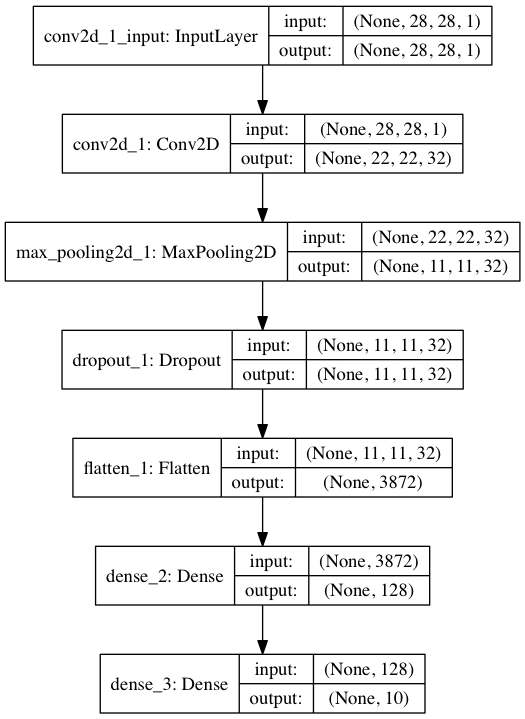 conv2d_1_input: InputLayer
input: (None, 28, 28, 1)
output: (None, 28, 28, 1)
conv2d_1: Conv2D
input: (None, 28, 28, 1)
output: (None, 22, 22, 32)
max_pooling2d_1: MaxPooling2D
input: (None, 22, 22, 32)
output: (None, 11, 11, 32)
dropout_1: Dropout
input: (None, 11, 11, 32)
output: (None, 11, 11, 32)
flatten_1: Flatten
input: (None, 11, 11, 32)
output: (None, 3872)
dense_2: Dense
input: (None, 3872)
output: (None, 128)
dense_3: Dense
input: (None, 128)
output: (None, 10)